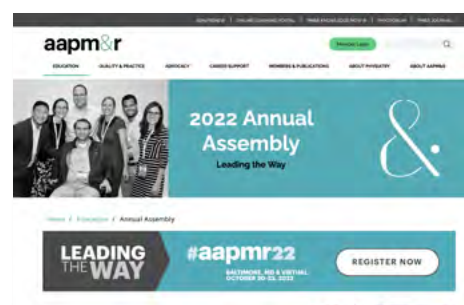 aapm&r
Member Login
EDUCATION QUALITY & PRACTICE ADVOCACY CAREER SUPPORT MEMBERS & PUBLICATIONS ABOUT PHYSIATRY ABOUT AAPM&R
2022 Annual
Assembly
Leading the Way
&
Home / Education / Annual Assembly
LEADING
THE WAY
#aapmr22
BALTIMORE, MD & VIRTUAL
OCTOBER 20-23, 2022
REGISTER NOW